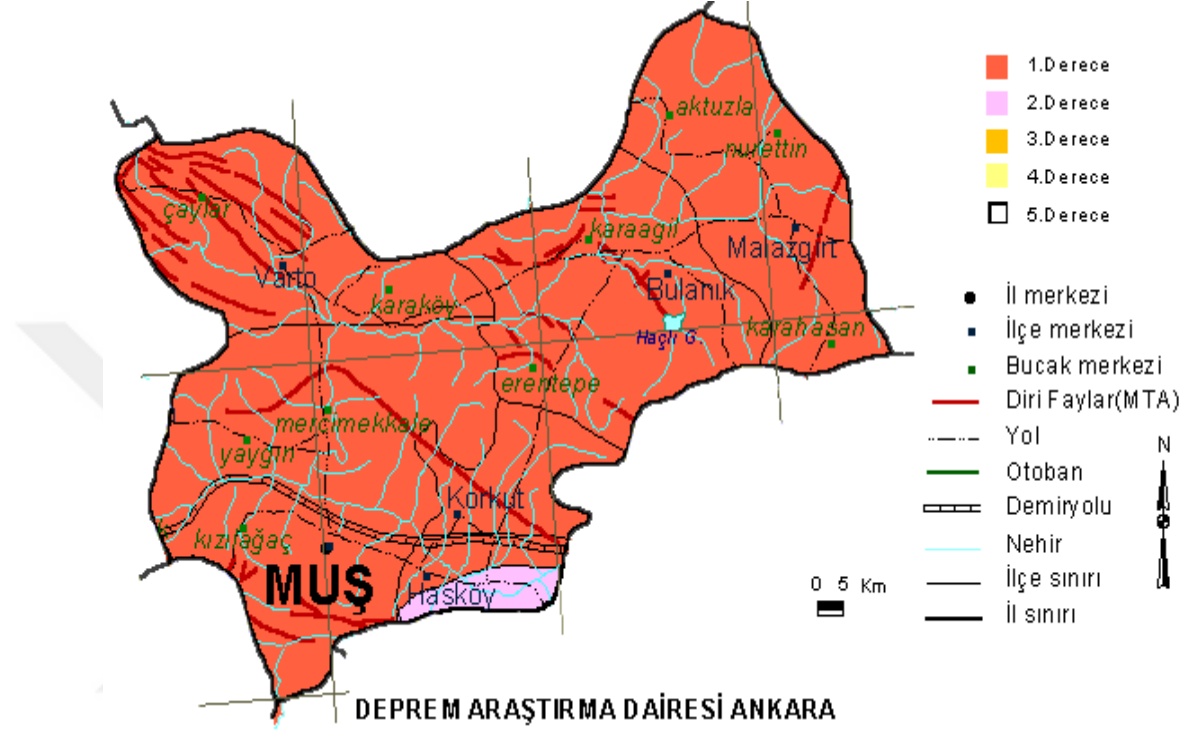 1.Derece
2.Derece
3.Derece
4.Derece
5.Derece
İl merkezi
İlçe merkezi
Bucak merkezi
Diri Faylar(MTA)
Yol
Otoban
Demiryolu
Nehir
İlçe sınırı
İl sınırı
N
0 5 Km
aktuzla
nurettin
çaylar
karaagıl
Malazgirt
Varto
Bulanık
karaköy
karahasan
Haçlı G.
erentepe
mercimekkale
yaygın
Korkut
kızılağaç
MUŞ
Hasköy
DEPREM ARAŞTIRMA DAİRESİ ANKARA